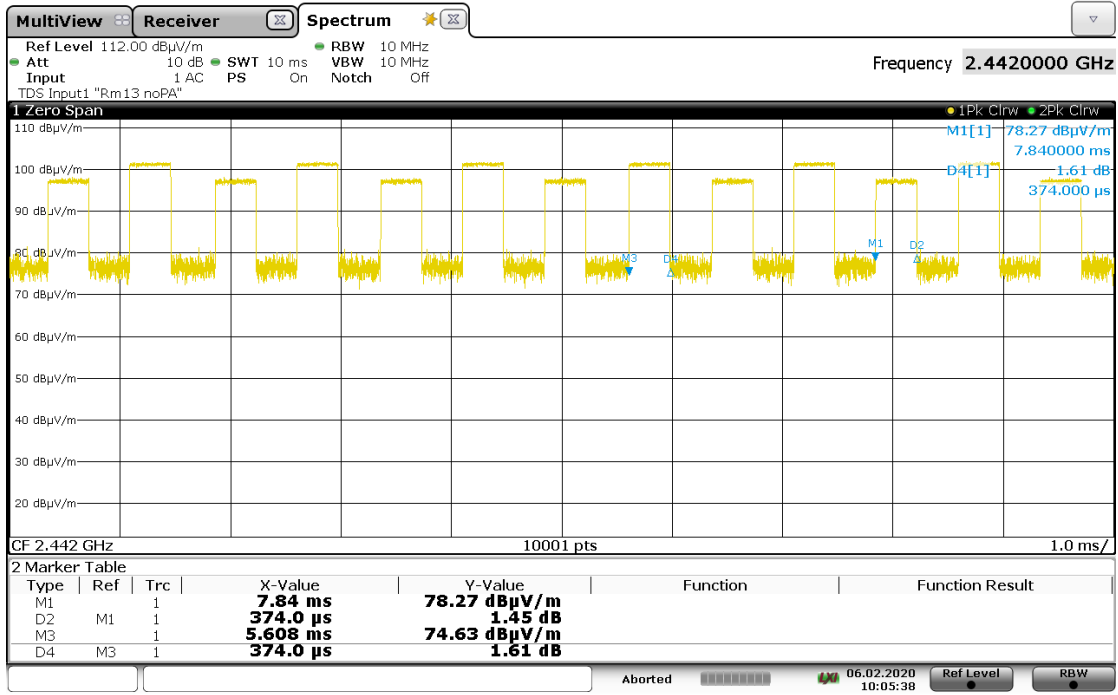 MultiView Receiver Spectrum
Ref Level 112.00 dBµV/m RBW 10 MHz
Att 10 dB SWT 10 ms VBW 10 MHz
Input 1 AC PS On Notch Off
TDS Input1 "Rm13 noPA"
Frequency 2.4420000 GHz
1 Zero Span 1Pk Clrw 2Pk Clrw
M1[1] 78.27 dBµV/m
7.840000 ms
D4[1] 1.61 dB
374.000 µs
110 dBµV/m
100 dBµV/m
90 dBµV/m
80 dBµV/m
70 dBµV/m
60 dBµV/m
50 dBµV/m
40 dBµV/m
30 dBµV/m
20 dBµV/m
M3 D4 M1 D2
CF 2.442 GHz 10001 pts 1.0 ms/
2 Marker Table
Type Ref Trc X-Value Y-Value Function Function Result
M1 1 7.84 ms 78.27 dBµV/m
D2 M1 1 374.0 µs 1.45 dB
M3 1 5.608 ms 74.63 dBµV/m
D4 M3 1 374.0 µs 1.61 dB
Aborted LXI 06.02.2020 Ref Level RBW
10:05:38